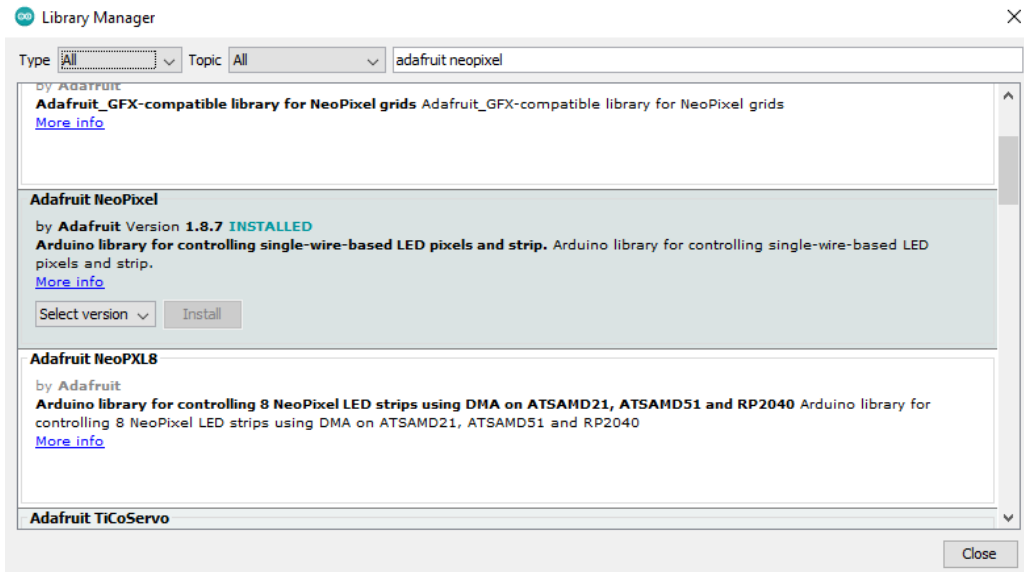 Library Manager
Type All Topic All adafruit neopixel
by Adafruit
Adafruit_GFX-compatible library for NeoPixel grids Adafruit_GFX-compatible library for NeoPixel grids
More info
Adafruit NeoPixel
by Adafruit Version 1.8.7 INSTALLED
Arduino library for controlling single-wire-based LED pixels and strip. Arduino library for controlling single-wire-based LED
pixels and strip.
More info
Select version Install
Adafruit NeoPXL8
by Adafruit
Arduino library for controlling 8 NeoPixel LED strips using DMA on ATSAMD21, ATSAMD51 and RP2040 Arduino library for
controlling 8 NeoPixel LED strips using DMA on ATSAMD21, ATSAMD51 and RP2040
More info
Adafruit TiCoServo
Close